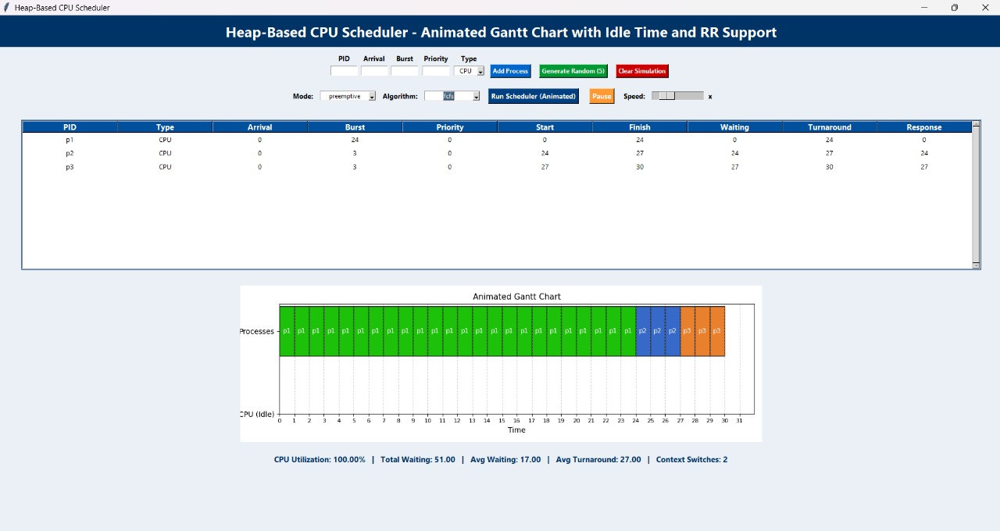 Heap-Based CPU Scheduler
Heap-Based CPU Scheduler - Animated Gantt Chart with Idle Time and RR Support
PID Arrival Burst Priority Type
CPU Add Process Generate Random (5) Clear Simulation
Mode: preemptive Algorithm: fcfs Run Scheduler (Animated) Pause Speed: x
PID Type Arrival Burst Priority Start Finish Waiting Turnaround Response
p1 CPU 0 24 0 0 24 0 24 0
p2 CPU 0 3 0 24 27 24 27 24
p3 CPU 0 3 0 27 30 27 30 27
Animated Gantt Chart
Processes p1 p1 p1 p1 p1 p1 p1 p1 p1 p1 p1 p1 p1 p1 p1 p1 p1 p1 p1 p1 p1 p1 p1 p1 p2 p2 p2 p3 p3 p3
CPU (Idle)
0 1 2 3 4 5 6 7 8 9 10 11 12 13 14 15 16 17 18 19 20 21 22 23 24 25 26 27 28 29 30 31
Time
CPU Utilization: 100.00% | Total Waiting: 51.00 | Avg Waiting: 17.00 | Avg Turnaround: 27.00 | Context Switches: 2